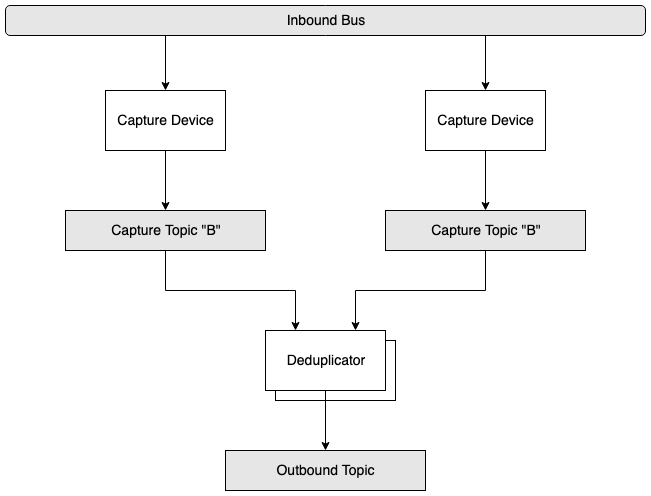 Inbound Bus
Capture Device
Capture Device
Capture Topic "B"
Capture Topic "B"
Deduplicator
Outbound Topic